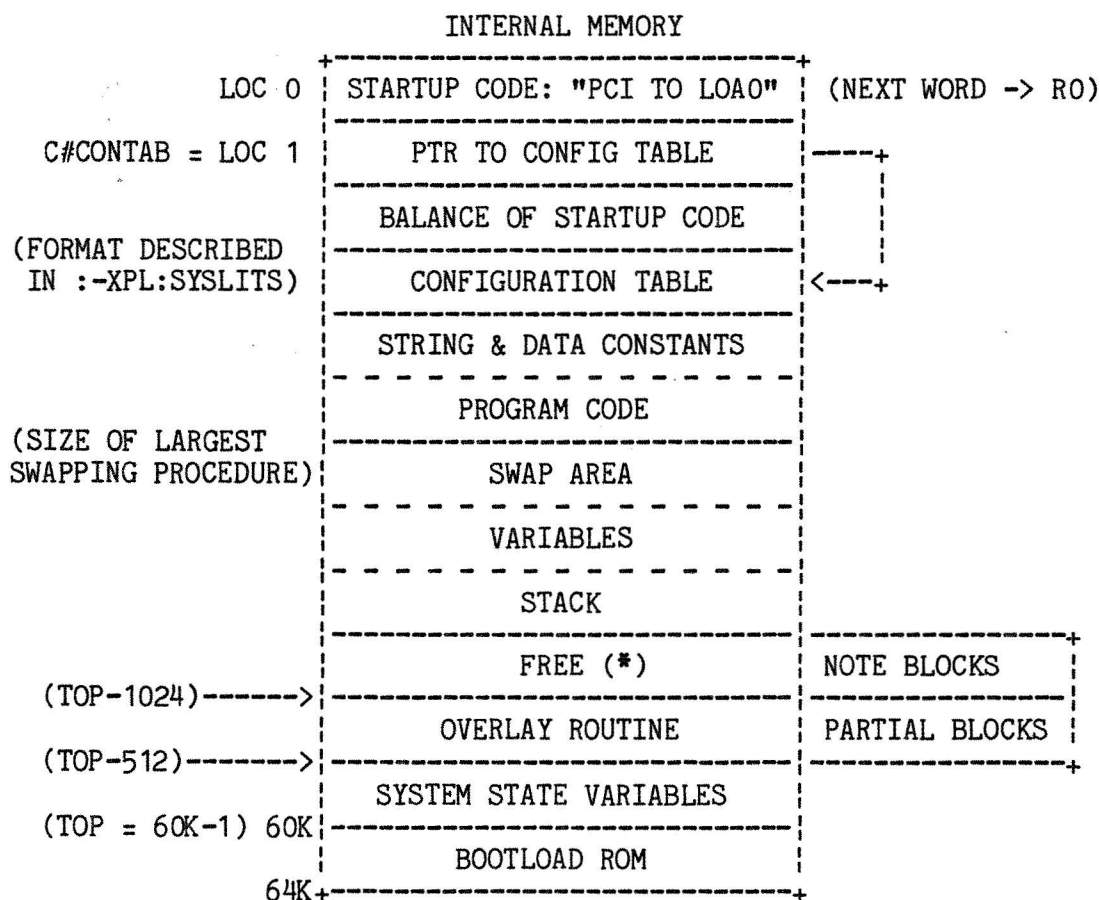 INTERNAL MEMORY
LOC 0 STARTUP CODE: "PCI TO LOA0" (NEXT WORD -> R0)
C#CONTAB = LOC 1 PTR TO CONFIG TABLE
BALANCE OF STARTUP CODE
(FORMAT DESCRIBED
IN :-XPL:SYSLITS) CONFIGURATION TABLE
STRING & DATA CONSTANTS
PROGRAM CODE
(SIZE OF LARGEST
SWAPPING PROCEDURE) SWAP AREA
VARIABLES
STACK
FREE (*) NOTE BLOCKS
(TOP-1024)------>
OVERLAY ROUTINE PARTIAL BLOCKS
(TOP-512)------->
SYSTEM STATE VARIABLES
(TOP = 60K-1) 60K
BOOTLOAD ROM
64K